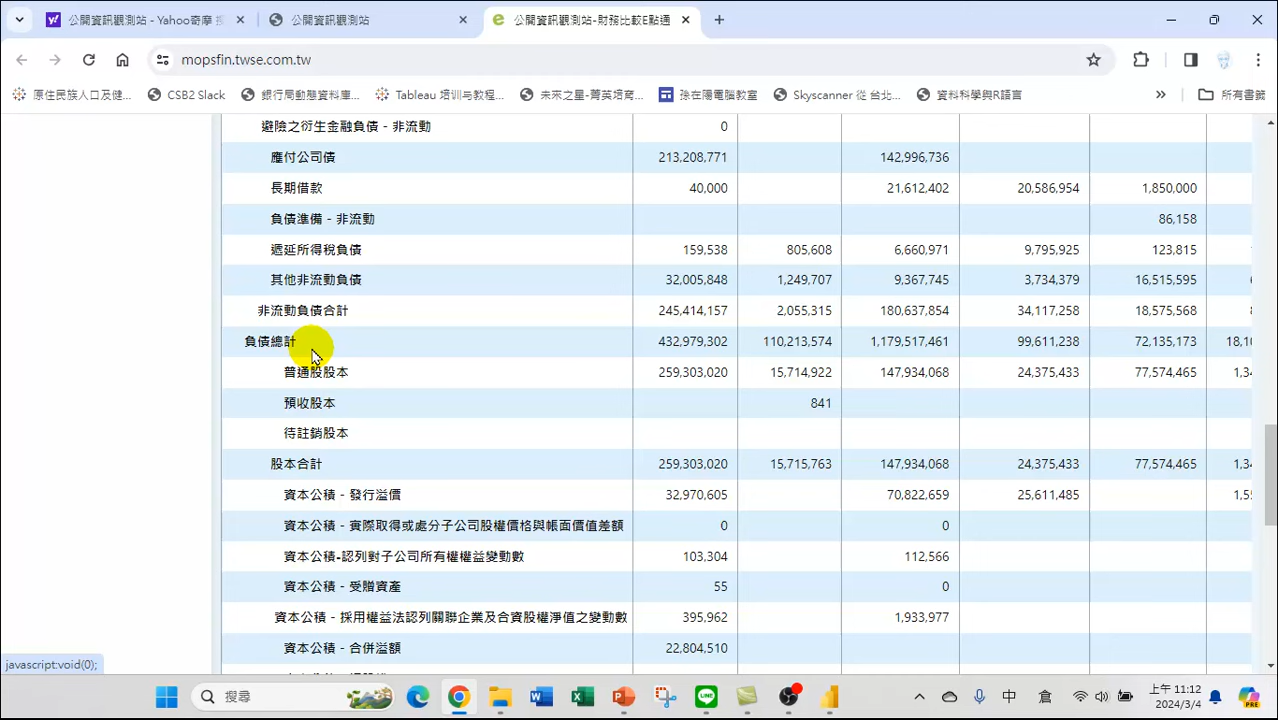 公開資訊觀測站 - Yahoo奇摩 搜
公開資訊觀測站
公開資訊觀測站-財務比較E點通
mopsfin.twse.com.tw
原住民族人口及健...
CSB2 Slack
銀行局動態資料庫...
Tableau 培训与教程...
未來之星-菁英培育...
孫在陽電腦教室
Skyscanner 從 台北...
資料科學與R語言
所有書籤
避險之衍生金融負債 - 非流動 0
應付公司債 213,208,771 142,996,736
長期借款 40,000 21,612,402 20,586,954 1,850,000
負債準備 - 非流動 86,158
遞延所得稅負債 159,538 805,608 6,660,971 9,795,925 123,815
其他非流動負債 32,005,848 1,249,707 9,367,745 3,734,379 16,515,595
非流動負債合計 245,414,157 2,055,315 180,637,854 34,117,258 18,575,568
負債總計 432,979,302 110,213,574 1,179,517,461 99,611,238 72,135,173 18,10
普通股股本 259,303,020 15,714,922 147,934,068 24,375,433 77,574,465 1,34
預收股本 841
待註銷股本
股本合計 259,303,020 15,715,763 147,934,068 24,375,433 77,574,465 1,34
資本公積 - 發行溢價 32,970,605 70,822,659 25,611,485 1,55
資本公積 - 實際取得或處分子公司股權價格與帳面價值差額 0 0
資本公積-認列對子公司所有權權益變動數 103,304 112,566
資本公積 - 受贈資產 55 0
資本公積 - 採用權益法認列關聯企業及合資股權淨值之變動數 395,962 1,933,977
資本公積 - 合併溢額 22,804,510
javascript:void(0);
搜尋
中
倉
上午 11:12
2024/3/4
PRE